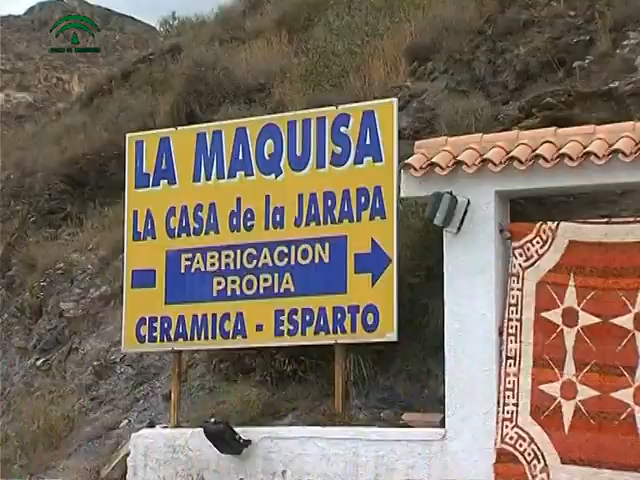 LA MAQUISA
LA CASA de la JARAPA
FABRICACION
PROPIA
CERAMICA - ESPARTO